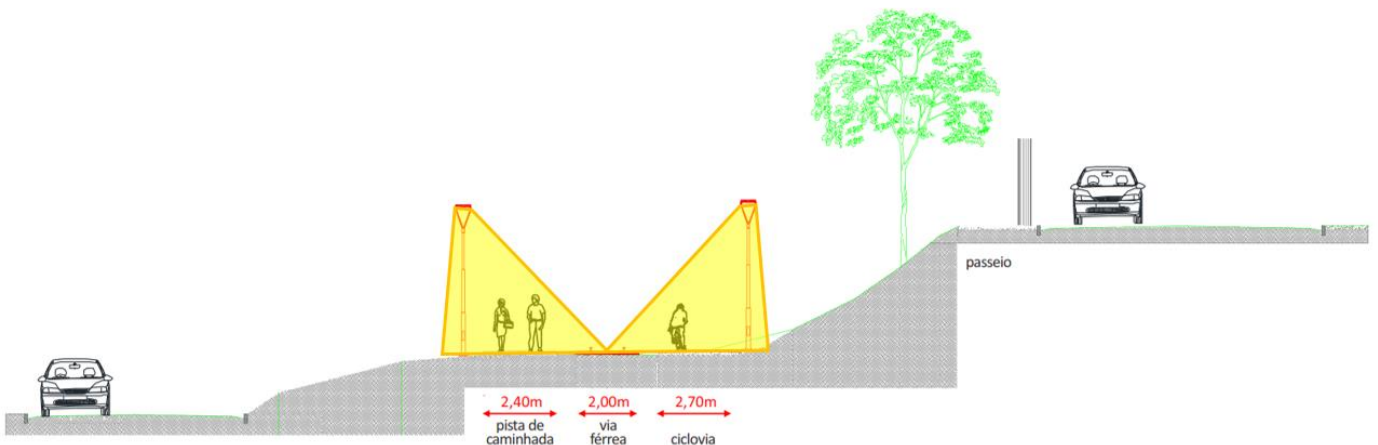 passeio
2,40m
pista de
caminhada
2,00m
via
férrea
2,70m
ciclovia